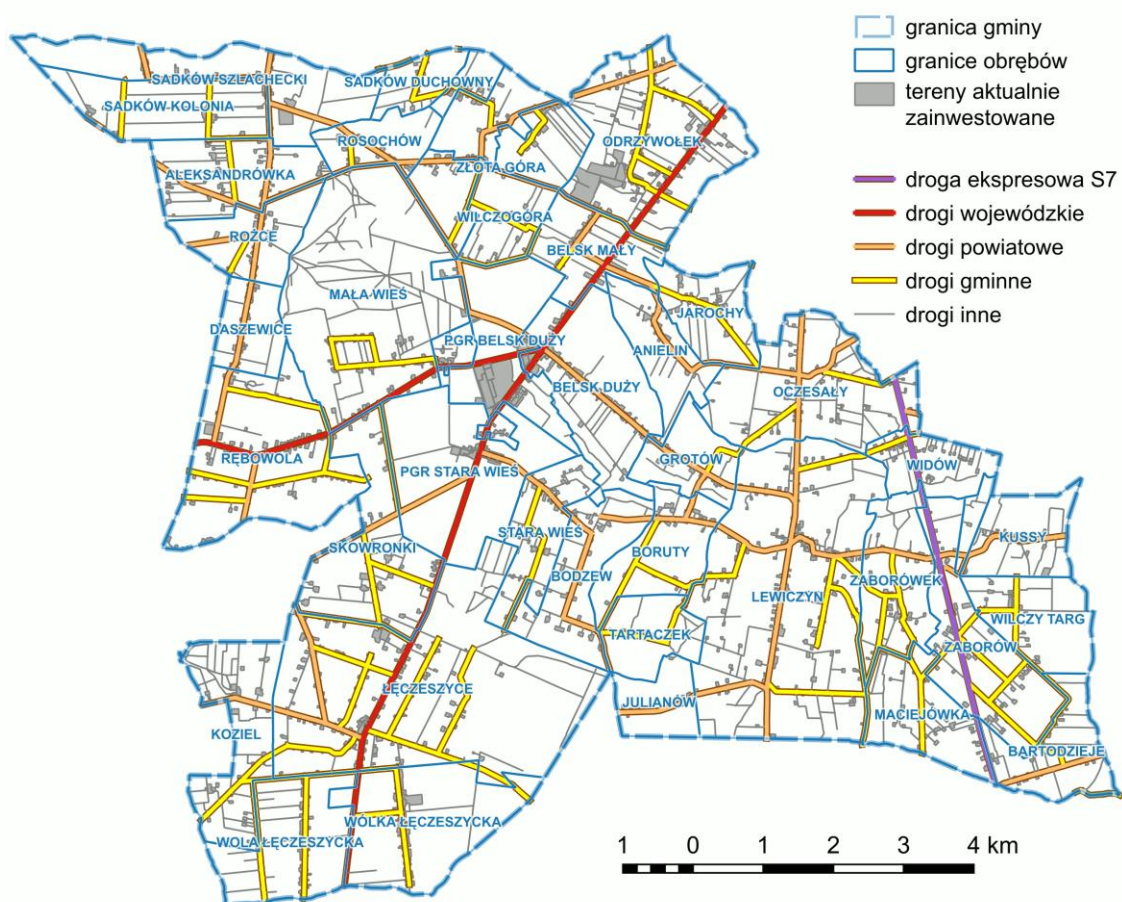 granica gminy
granice obrębów
tereny aktualnie
zainwestowane
droga ekspresowa S7
drogi wojewódzkie
drogi powiatowe
drogi gminne
drogi inne
SADKÓW SZLACHECKI
SADKÓW DUCHOWNY
SADKÓW KOLONIA
ROSOCHÓW
ODRZYWOŁEK
ZŁOTA GÓRA
ALEKSANDRÓWKA
WILCZOGÓRA
ROŻCE
BELSK MAŁY
MAŁA WIEŚ
JAROCHY
DASZEWICE
PGR BELSK DUŻY
ANIELIN
BELSK DUŻY
OCZESAŁY
RĘBOWOLA
GROTÓW
WIDÓW
PGR STARA WIEŚ
STARA WIEŚ
KUSSY
SKOWRONKI
BORUTY
BODZEW
ZABORÓWEK
LEWICZYN
WILCZY TARG
TARTACZEK
ZABORÓW
ŁĘCZESZYCE
JULIANÓW
MACIEJÓWKA
KOZIEL
BARTODZIEJE
WÓLKA ŁĘCZESZYCKA
WOLA ŁĘCZESZYCKA
1 0 1 2 3 4 km